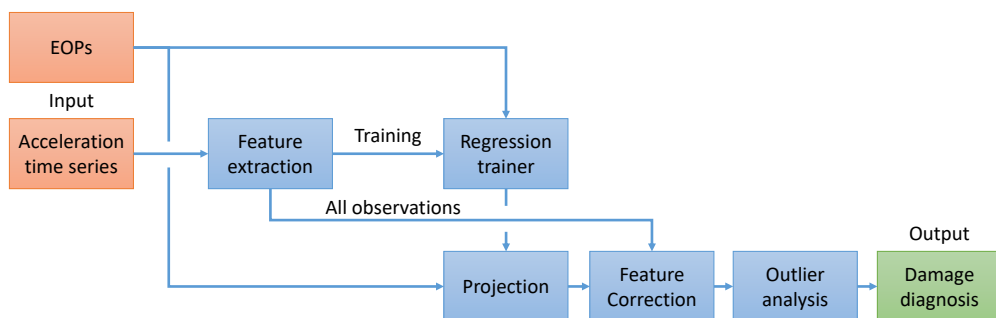 EOPs
Input
Acceleration
time series
Feature
extraction
Training
Regression
trainer
All observations
Projection
Feature
Correction
Outlier
analysis
Output
Damage
diagnosis